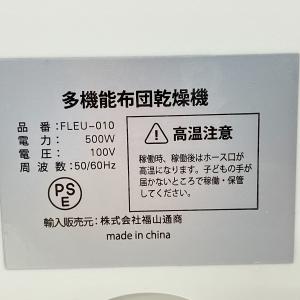 多機能布団乾燥機
品番:FLEU-010
電力: 500W
電圧: 100V
周波数:50/60Hz
PS
E
高温注意
稼働時、稼働後はホース口が
高温になります。子どもの手が
届かないところで稼働・保管
してください。
輸入販売元:株式会社福山通商
made in china